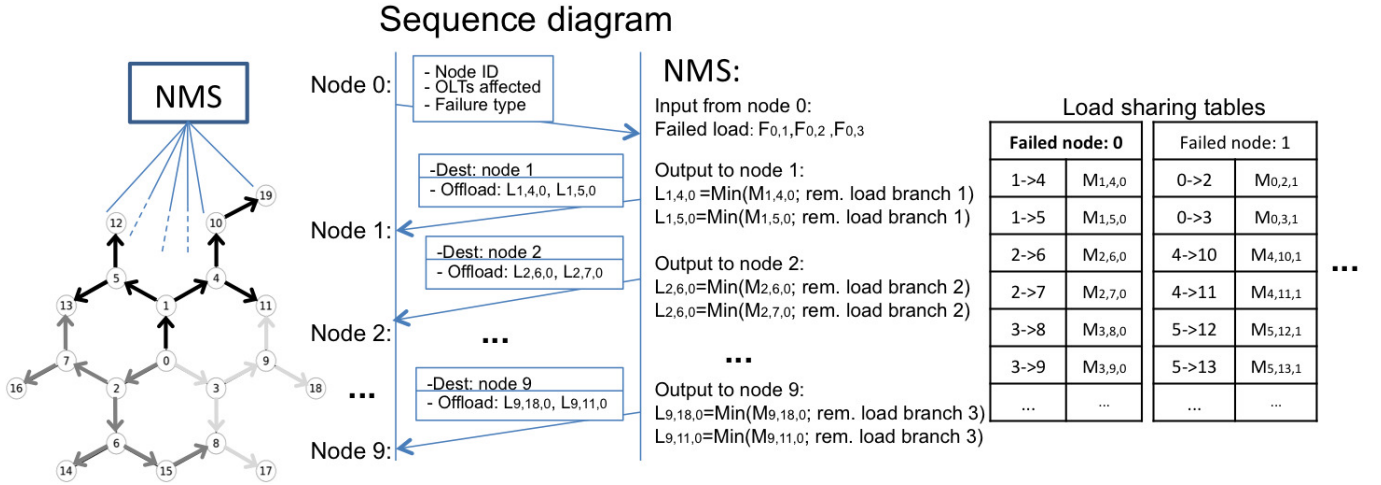 Sequence diagram
NMS
19
12
10
5
4
13
11
1
7
0
9
16
2
3
18
6
8
14
15
17
Node 0:
- Node ID
- OLTs affected
- Failure type
-Dest: node 1
- Offload: L1,4,0, L1,5,0
Node 1:
-Dest: node 2
- Offload: L2,6,0, L2,7,0
Node 2:
...
...
-Dest: node 9
- Offload: L9,18,0, L9,11,0
Node 9:
NMS:
Input from node 0:
Failed load: F0,1,F0,2 ,F0,3
Output to node 1:
L1,4,0 =Min(M1,4,0; rem. load branch 1)
L1,5,0=Min(M1,5,0; rem. load branch 1)
Output to node 2:
L2,6,0=Min(M2,6,0; rem. load branch 2)
L2,6,0=Min(M2,7,0; rem. load branch 2)
...
Output to node 9:
L9,18,0=Min(M9,18,0; rem. load branch 3)
L9,11,0=Min(M9,11,0; rem. load branch 3)
Load sharing tables
Failed node: 0
1->4 M1,4,0
1->5 M1,5,0
2->6 M2,6,0
2->7 M2,7,0
3->8 M3,8,0
3->9 M3,9,0
... ...
Failed node: 1
0->2 M0,2,1
0->3 M0,3,1
4->10 M4,10,1
4->11 M4,11,1
5->12 M5,12,1
5->13 M5,13,1
... ...
...